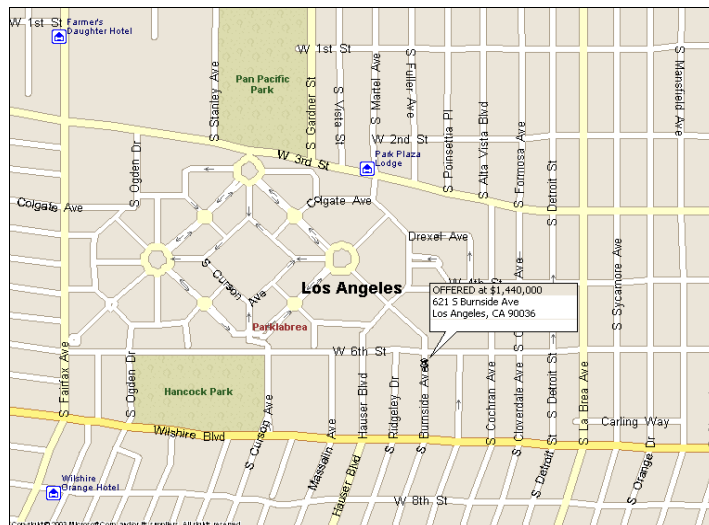 W 1st St
Farmer's
Daughter Hotel
W 1st St
S Stanley Ave
Pan Pacific
Park
S Gardner St
S Vista St
S Martel Ave
S Fuller Ave
S Mansfield Ave
S Poinsettia Pl
S Alta Vista Blvd
W 2nd St
S Formosa Ave
S Ogden Dr
W 3rd St
Park Plaza
Lodge
S Detroit St
Colgate Ave
Colgate Ave
Drexel Ave
S Curson Ave
W 4th St
S Sycamore Ave
Los Angeles
OFFERED at $1,440,000
621 S Burnside Ave
Los Angeles, CA 90036
Parklabrea
W 6th St
S Fairfax Ave
S Ogden Dr
Hancock Park
S Curson Ave
Hauser Blvd
S Ridgeley Dr
S Burnside Ave
S Cochran Ave
S Cloverdale Ave
S Detroit St
S La Brea Ave
Carling Way
Wilshire Blvd
Masselin Ave
Hauser Blvd
S Detroit St
S Orange Dr
Wilshire
Orange Hotel
W 8th St